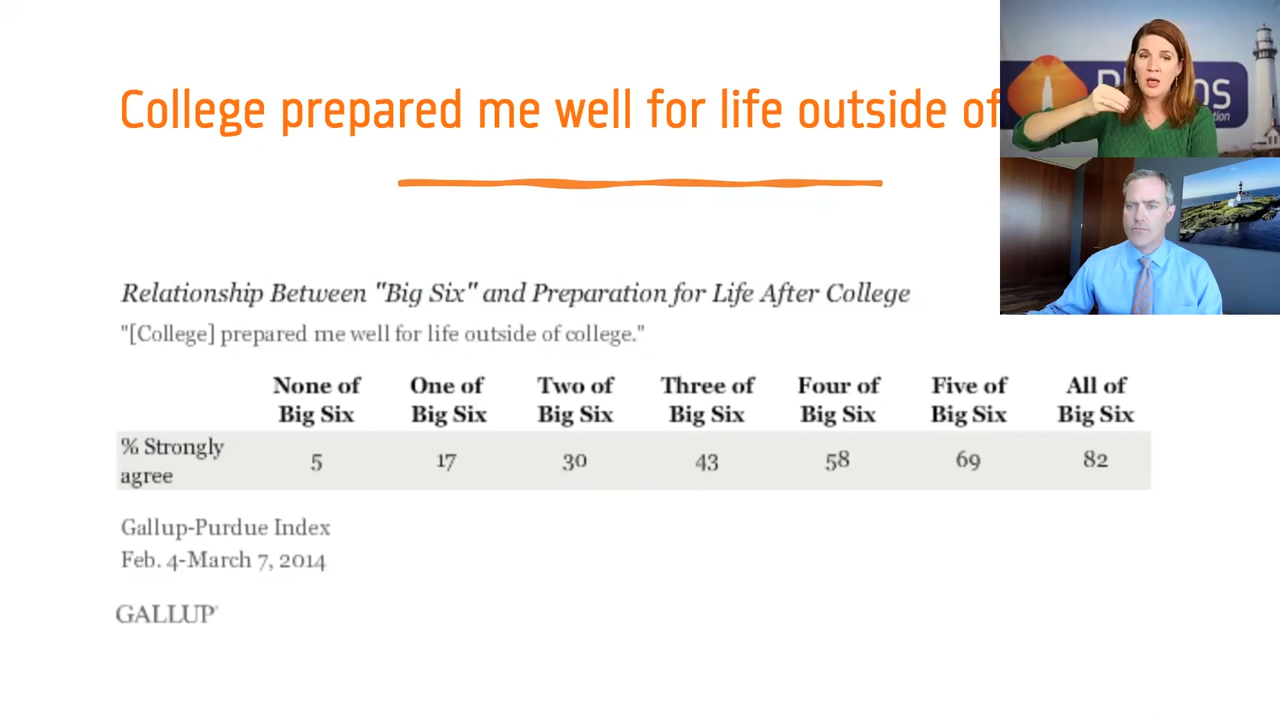 College prepared me well for life outside of
Relationship Between "Big Six" and Preparation for Life After College
"[College] prepared me well for life outside of college."
None of Big Six
One of Big Six
Two of Big Six
Three of Big Six
Four of Big Six
Five of Big Six
All of Big Six
% Strongly agree
5
17
30
43
58
69
82
Gallup-Purdue Index
Feb. 4-March 7, 2014
GALLUP